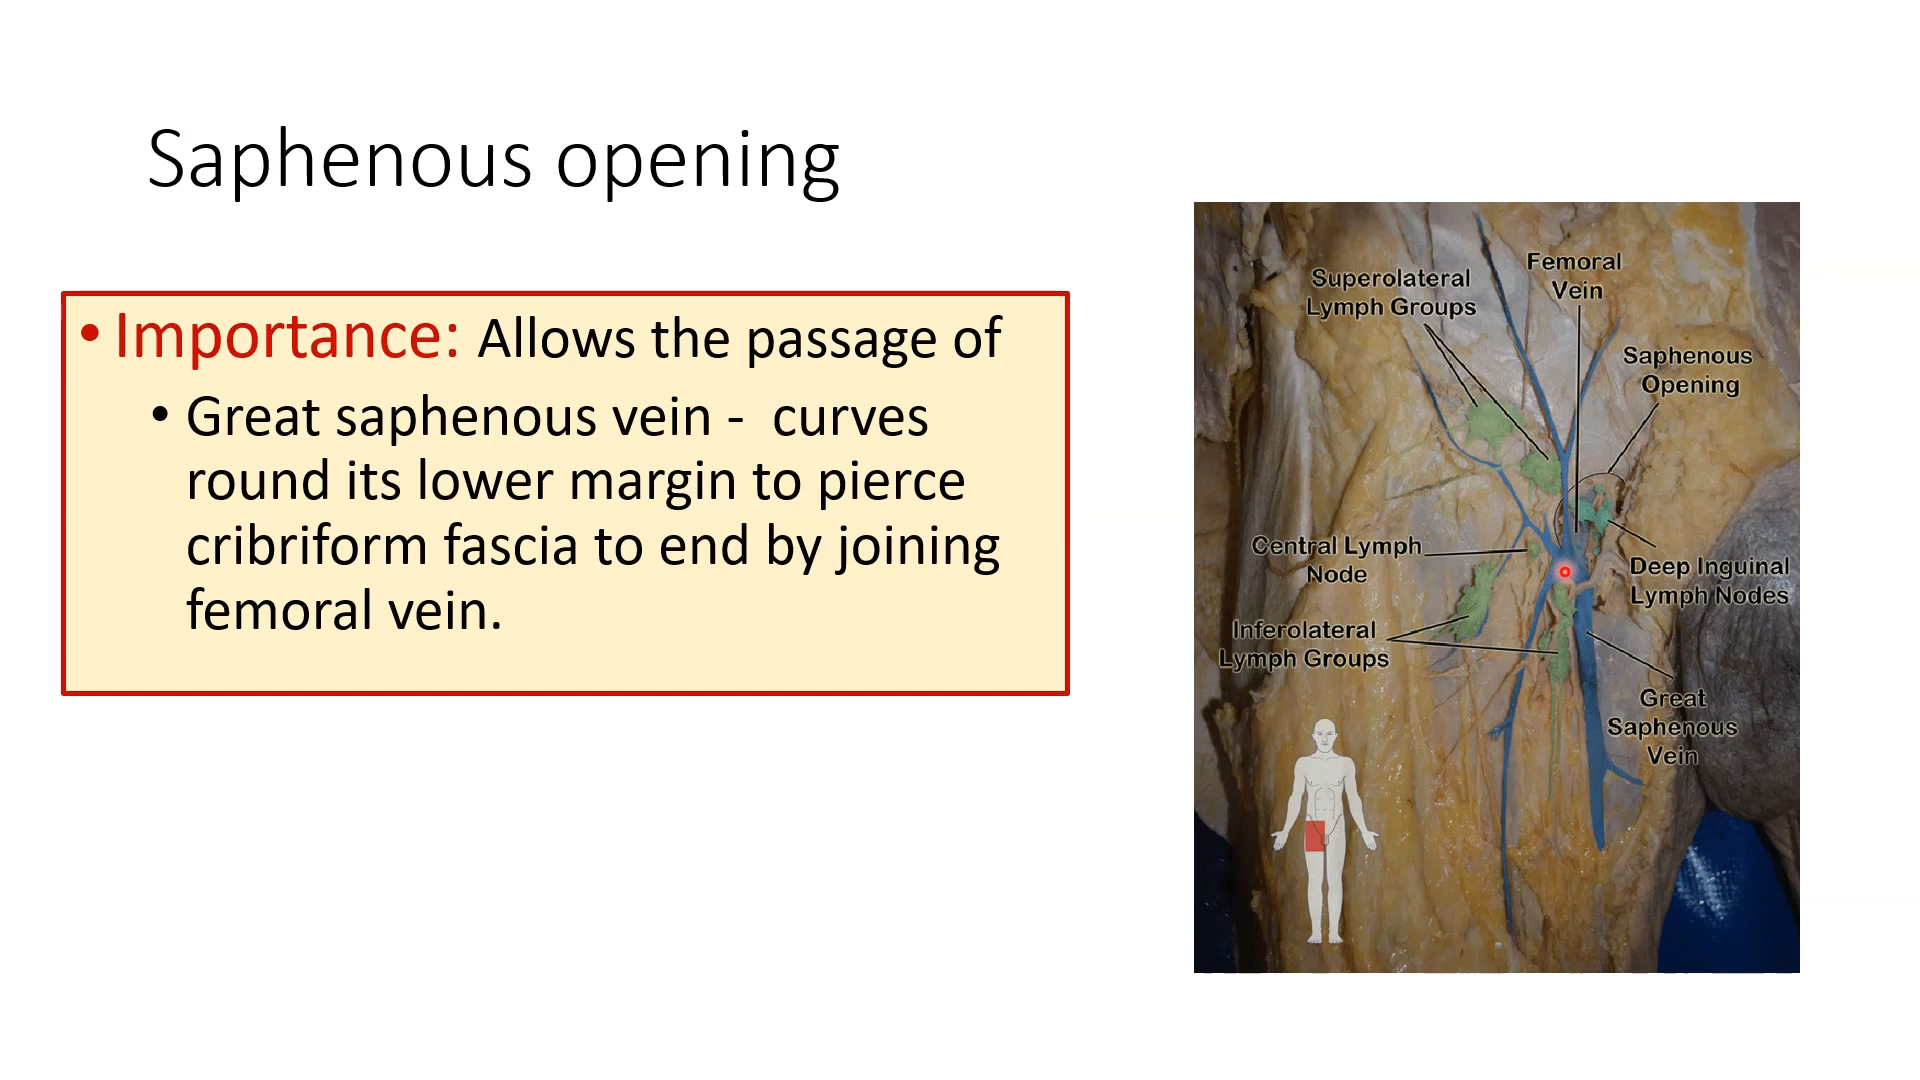 Saphenous opening
• Importance: Allows the passage of
• Great saphenous vein - curves
round its lower margin to pierce
cribriform fascia to end by joining
femoral vein.
Superolateral
Lymph Groups
Femoral
Vein
Saphenous
Opening
Central Lymph
Node
Deep Inguinal
Lymph Nodes
Inferolateral
Lymph Groups
Great
Saphenous
Vein